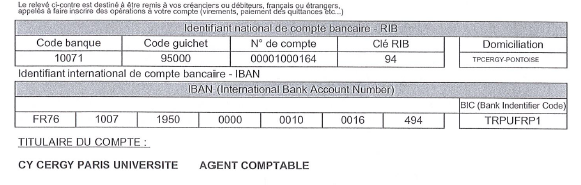 Le relevé ci-contre est destiné à être remis à vos créanciers ou débiteurs, français ou étrangers,
appelés à faire inscrire des opérations à votre compte (virements, paiement des quittances etc...)
Identifiant national de compte bancaire - RIB
Code banque Code guichet N° de compte Clé RIB Domiciliation
10071 95000 00001000164 94 TPCERGY-PONTOISE
Identifiant international de compte bancaire - IBAN
IBAN (International Bank Account Number)
BIC (Bank Indentifier Code)
FR76 1007 1950 0000 0010 0016 494 TRPUFRP1
TITULAIRE DU COMPTE :
CY CERGY PARIS UNIVERSITE AGENT COMPTABLE